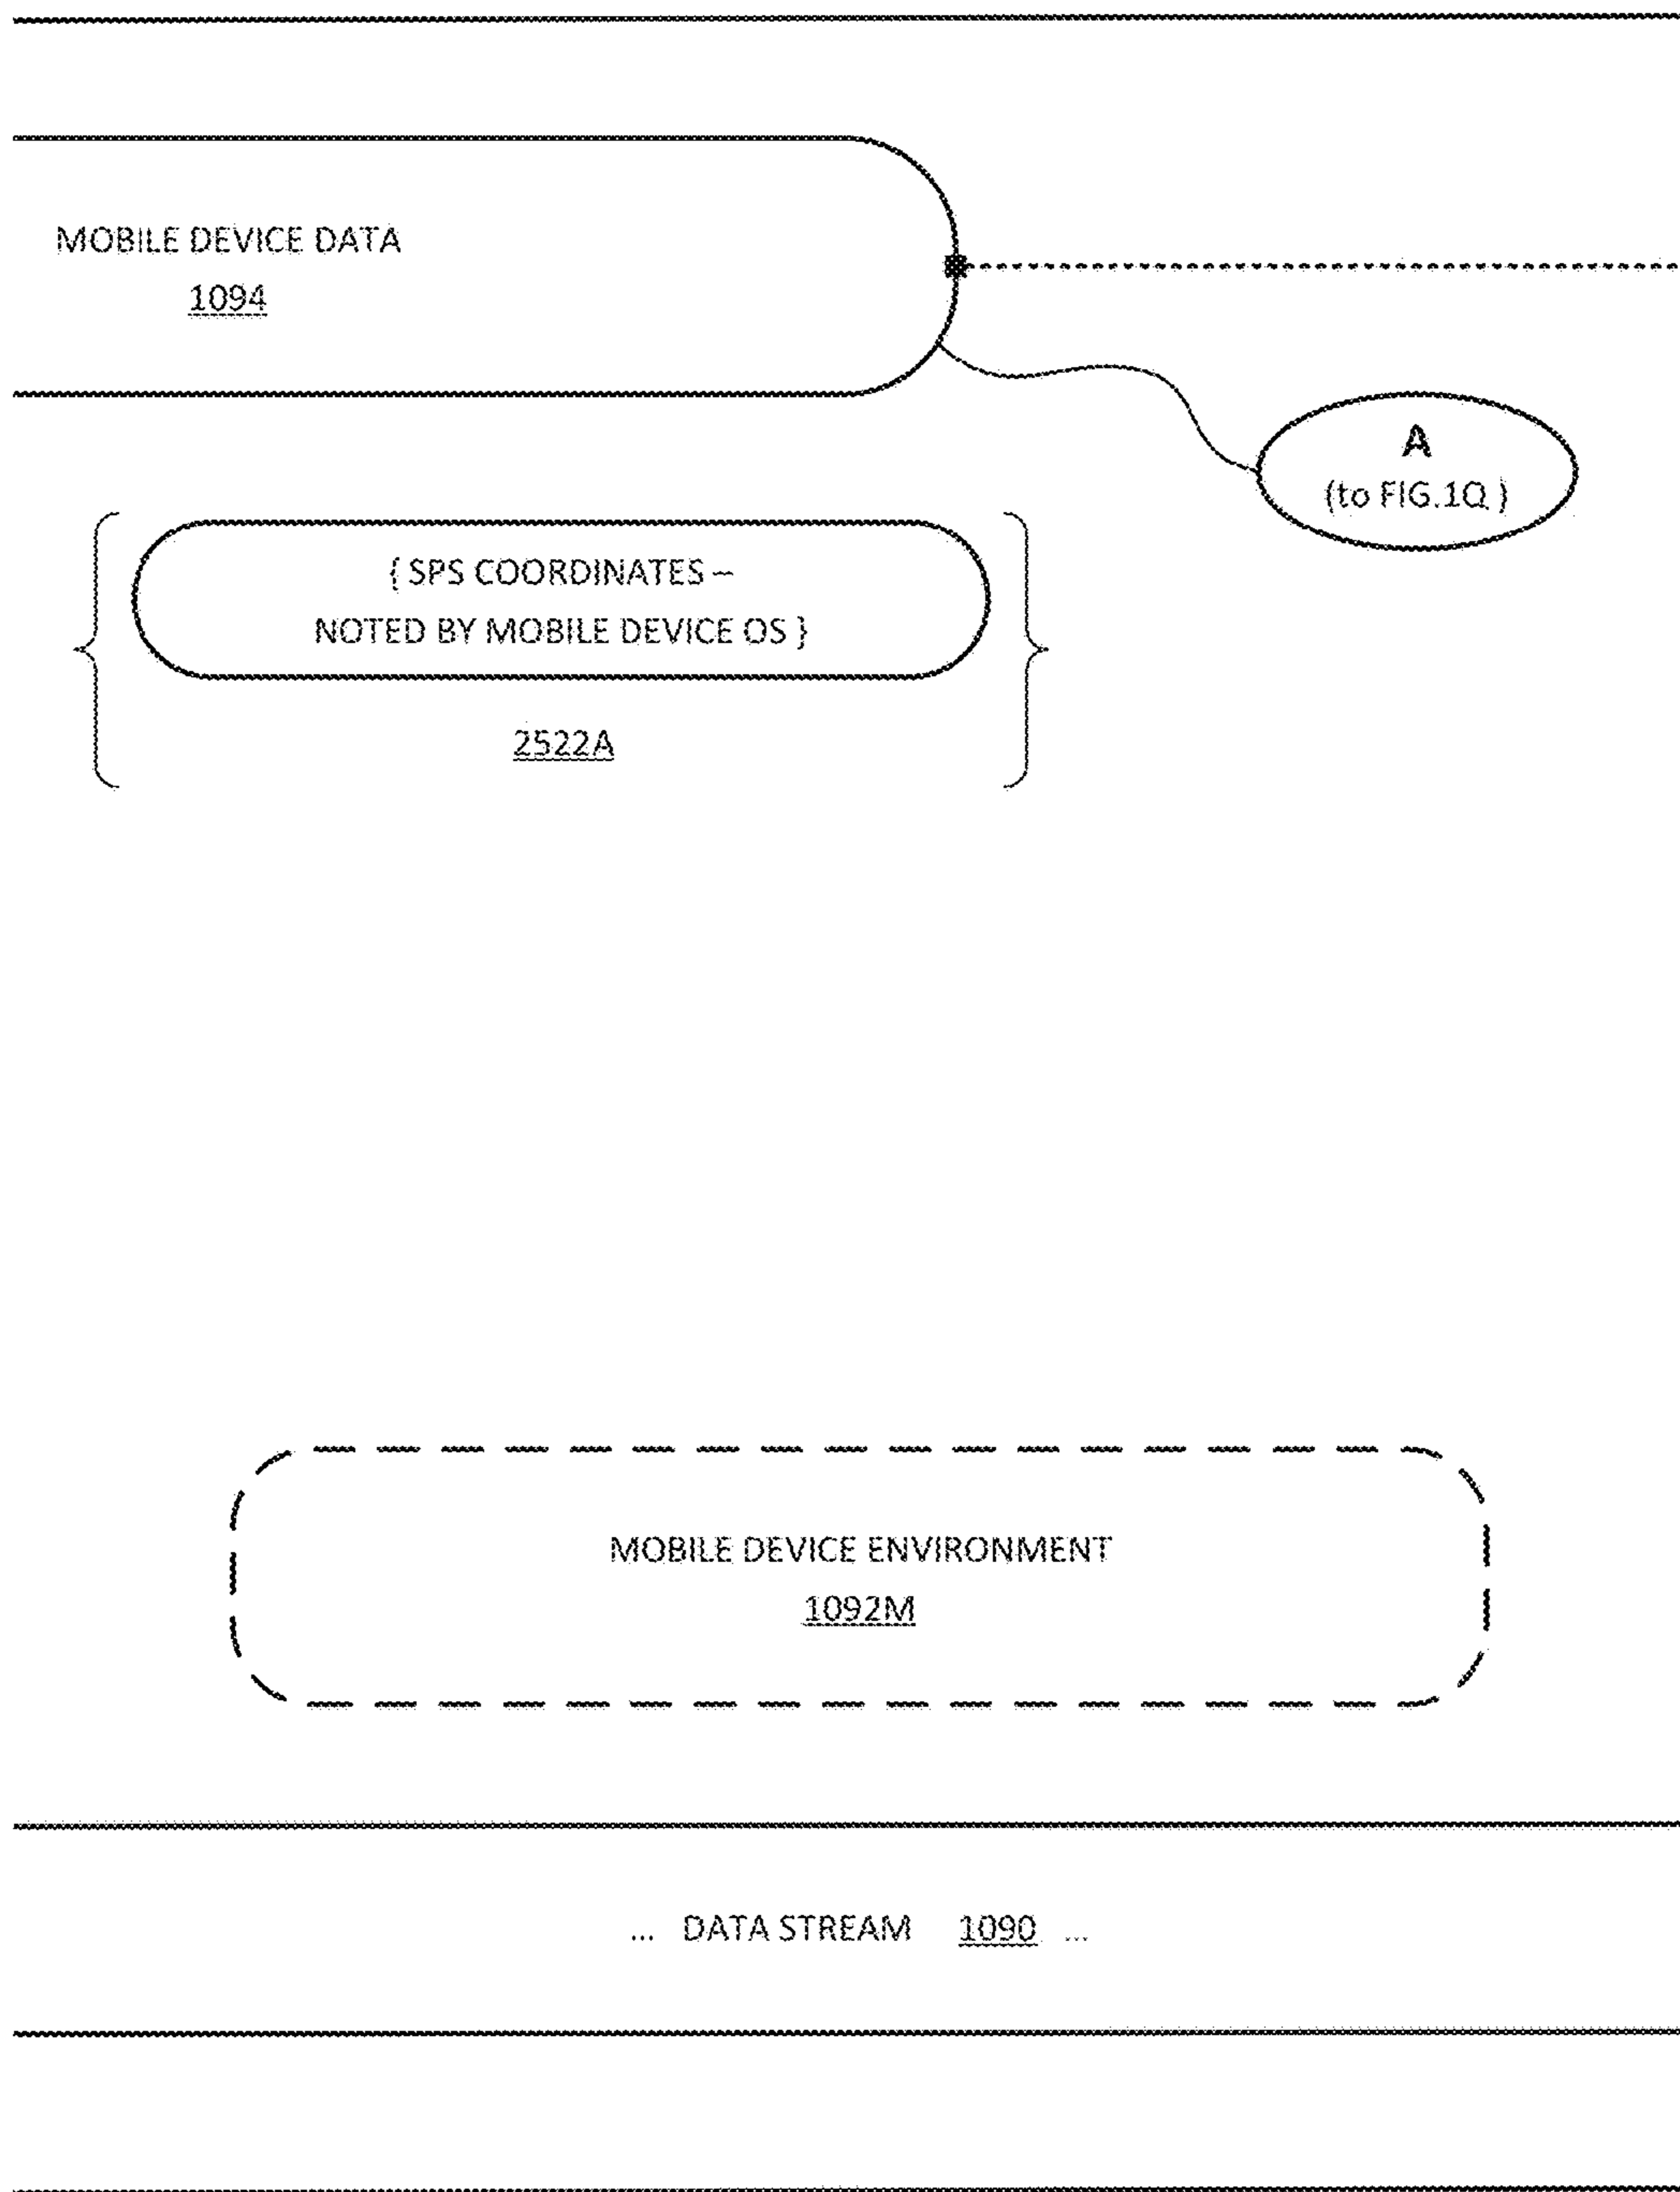 MOBILE DEVICE DATA
1094
A
(to FIG.1Q )
{ SPS COORDINATES –
NOTED BY MOBILE DEVICE OS }
2522A
MOBILE DEVICE ENVIRONMENT
1092M
... DATA STREAM 1090 ...